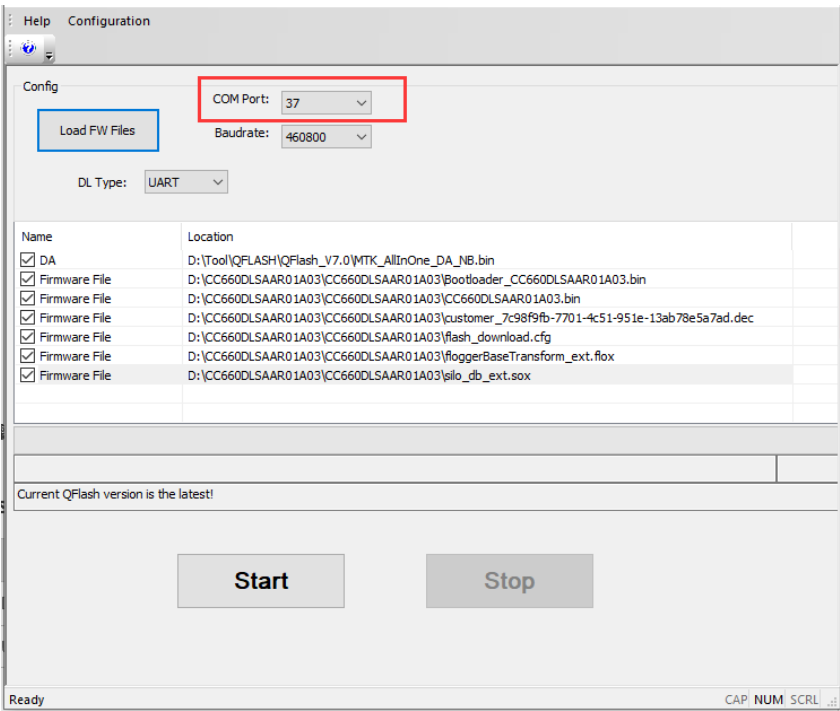 Help Configuration
Config
COM Port: 37
Load FW Files
Baudrate: 460800
DL Type: UART
Name Location
DA D:\Tool\QFLASH\QFlash_V7.0\MTK_AllInOne_DA_NB.bin
Firmware File D:\CC660DLSAAR01A03\CC660DLSAAR01A03\Bootloader_CC660DLSAAR01A03.bin
Firmware File D:\CC660DLSAAR01A03\CC660DLSAAR01A03\CC660DLSAAR01A03.bin
Firmware File D:\CC660DLSAAR01A03\CC660DLSAAR01A03\customer_7c98f9fb-7701-4c51-951e-13ab78e5a7ad.dec
Firmware File D:\CC660DLSAAR01A03\CC660DLSAAR01A03\flash_download.cfg
Firmware File D:\CC660DLSAAR01A03\CC660DLSAAR01A03\floggerBaseTransform_ext.flox
Firmware File D:\CC660DLSAAR01A03\CC660DLSAAR01A03\silo_db_ext.sox
Current QFlash version is the latest!
Start Stop
Ready CAP NUM SCRL